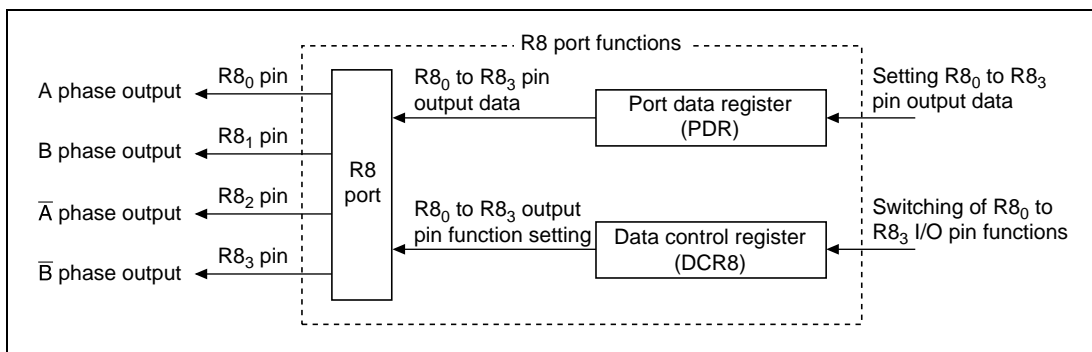 R8 port functions
A phase output
R8₀ pin
B phase output
R8₁ pin
A̅ phase output
R8₂ pin
B̅ phase output
R8₃ pin
R8
port
R8₀ to R8₃ pin
output data
Port data register
(PDR)
Setting R8₀ to R8₃
pin output data
R8₀ to R8₃ output
pin function setting
Data control register
(DCR8)
Switching of R8₀ to
R8₃ I/O pin functions